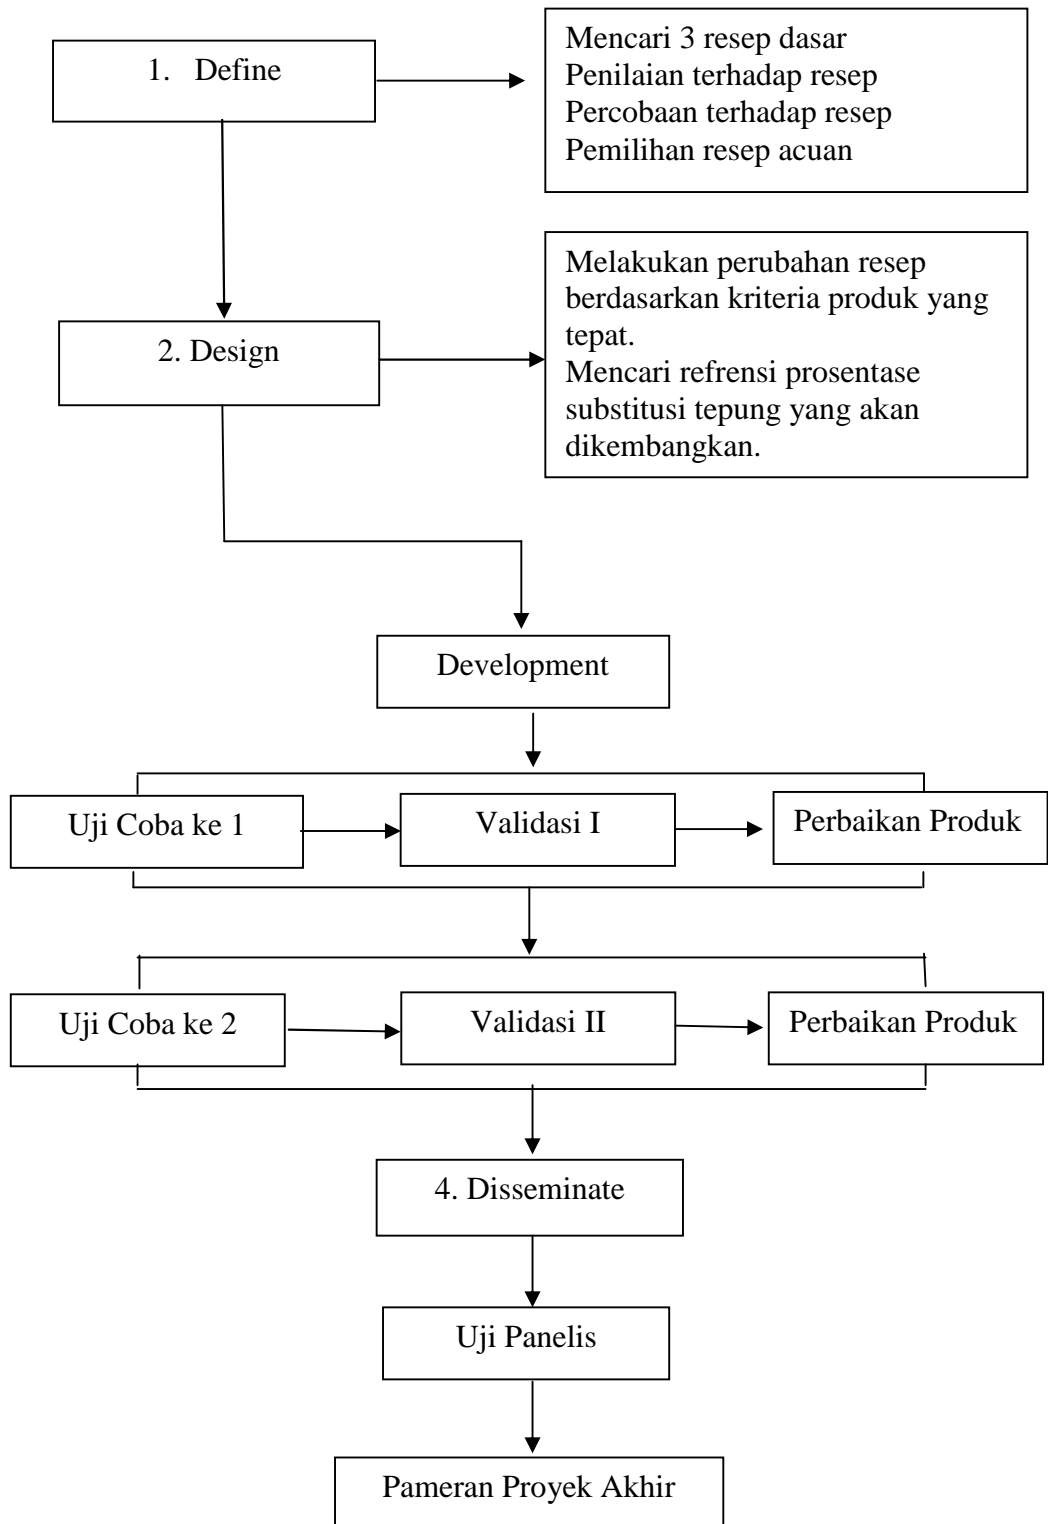 1. Define
Mencari 3 resep dasar
Penilaian terhadap resep
Percobaan terhadap resep
Pemilihan resep acuan
2. Design
Melakukan perubahan resep
berdasarkan kriteria produk yang
tepat.
Mencari refrensi prosentase
substitusi tepung yang akan
dikembangkan.
Development
Uji Coba ke 1
Validasi I
Perbaikan Produk
Uji Coba ke 2
Validasi II
Perbaikan Produk
4. Disseminate
Uji Panelis
Pameran Proyek Akhir